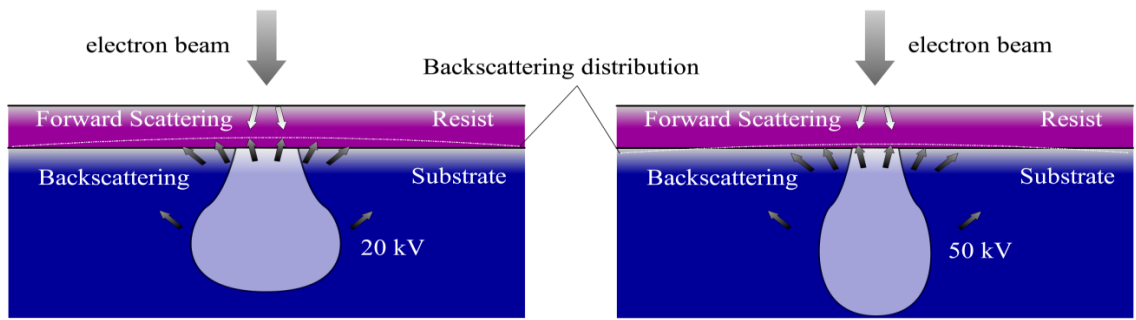 electron beam
electron beam
Backscattering distribution
Forward Scattering
Resist
Forward Scattering
Resist
Backscattering
Substrate
Backscattering
Substrate
20 kV
50 kV